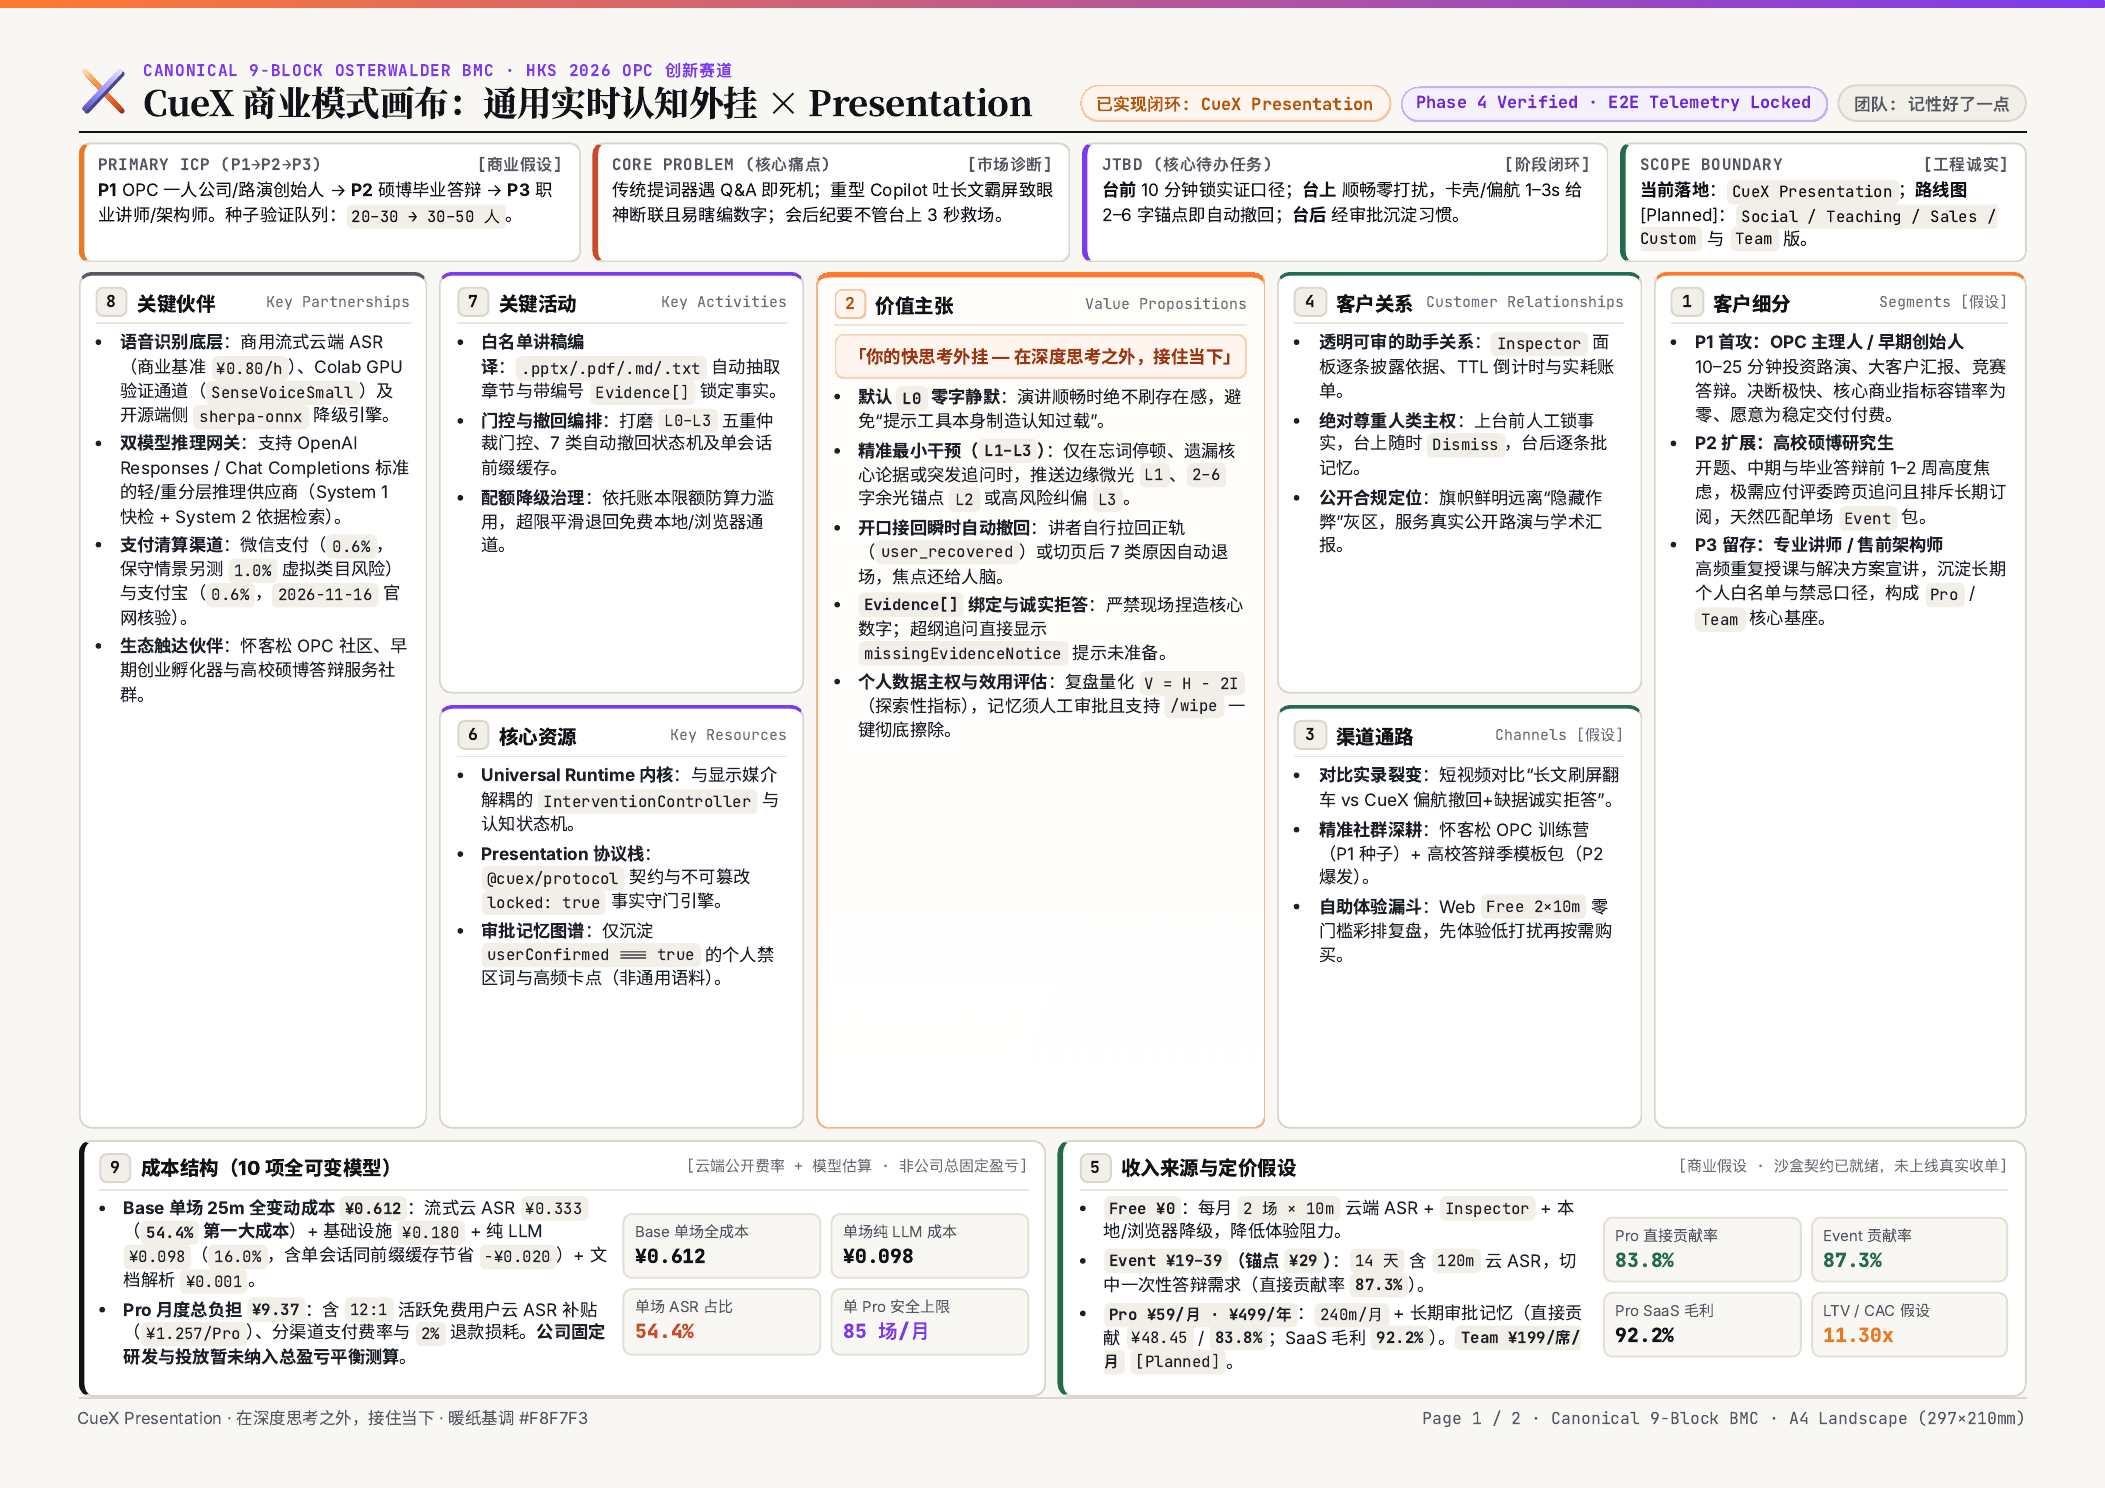 CANONICAL 9-BLOCK OSTERWALDER BMC · HKS 2026 OPC 创新赛道
CueX 商业模式画布：通用实时认知外挂 × Presentation
已实现闭环: CueX Presentation
Phase 4 Verified · E2E Telemetry Locked
团队: 记性好了一点
PRIMARY ICP (P1→P2→P3) [商业假设]
P1 OPC 一人公司/路演创始人 → P2 硕博毕业答辩 → P3 职
业讲师/架构师。种子验证队列： 20-30 → 30-50 人 。
CORE PROBLEM (核心痛点) [市场诊断]
传统提词器遇 Q&A 即死机；重型 Copilot 吐长文霸屏致眼
神断联且易瞎编数字；会后纪要不管台上 3 秒救场。
JTBD (核心待办任务) [阶段闭环]
台前 10 分钟锁实证口径；台上 顺畅零打扰，卡壳/偏航 1–3s 给
2–6 字锚点即自动撤回；台后 经审批沉淀习惯。
SCOPE BOUNDARY [工程诚实]
当前落地： CueX Presentation ；路线图
[Planned]： Social / Teaching / Sales /
Custom 与 Team 版。
8 关键伙伴 Key Partnerships
• 语音识别底层：商用流式云端 ASR
（商业基准 ¥0.80/h ）、Colab GPU
验证通道（ SenseVoiceSmall ）及
开源端侧 sherpa-onnx 降级引擎。
• 双模型推理网关：支持 OpenAI
Responses / Chat Completions 标准
的轻/重分层推理供应商（System 1
快检 + System 2 依据检索）。
• 支付清算渠道：微信支付（ 0.6% ，
保守情景另测 1.0% 虚拟类目风险）
与支付宝（ 0.6% ， 2026-11-16 官
网核验）。
• 生态触达伙伴：怀客松 OPC 社区、早
期创业孵化器与高校硕博答辩服务社
群。
7 关键活动 Key Activities
• 白名单讲稿编
译： .pptx/.pdf/.md/.txt 自动抽取
章节与带编号 Evidence[] 锁定事实。
• 门控与撤回编排：打磨 L0-L3 五重仲
裁门控、7 类自动撤回状态机及单会话
前缀缓存。
• 配额降级治理：依托账本限额防算力滥
用，超限平滑退回免费本地/浏览器通
道。
6 核心资源 Key Resources
• Universal Runtime 内核：与显示媒介
解耦的 InterventionController 与
认知状态机。
• Presentation 协议栈：
@cuex/protocol 契约与不可篡改
locked: true 事实守门引擎。
• 审批记忆图谱：仅沉淀
userConfirmed === true 的个人禁
区词与高频卡点（非通用语料）。
2 价值主张 Value Propositions
「你的快思考外挂 — 在深度思考之外，接住当下」
• 默认 L0 零字静默：演讲顺畅时绝不刷存在感，避
免“提示工具本身制造认知过载”。
• 精准最小干预（ L1-L3 ）：仅在忘词停顿、遗漏核
心论据或突发追问时，推送边缘微光 L1 、 2-6
字余光锚点 L2 或高风险纠偏 L3 。
• 开口接回瞬时自动撤回：讲者自行拉回正轨
（ user_recovered ）或切页后 7 类原因自动退
场，焦点还给人脑。
• Evidence[] 绑定与诚实拒答：严禁现场捏造核心
数字；超纲追问直接显示
missingEvidenceNotice 提示未准备。
• 个人数据主权与效用评估：复盘量化 V = H - 2I
（探索性指标），记忆须人工审批且支持 /wipe 一
键彻底擦除。
4 客户关系 Customer Relationships
• 透明可审的助手关系： Inspector 面
板逐条披露依据、TTL 倒计时与实耗账
单。
• 绝对尊重人类主权：上台前人工锁事
实，台上随时 Dismiss ，台后逐条批
记忆。
• 公开合规定位：旗帜鲜明远离“隐藏作
弊”灰区，服务真实公开路演与学术汇
报。
3 渠道通路 Channels [假设]
• 对比实录裂变：短视频对比“长文刷屏翻
车 vs CueX 偏航撤回+缺据诚实拒答”。
• 精准社群深耕：怀客松 OPC 训练营
（P1 种子）+ 高校答辩季模板包（P2
爆发）。
• 自助体验漏斗：Web Free 2×10m 零
门槛彩排复盘，先体验低打扰再按需购
买。
1 客户细分 Segments [假设]
• P1 首攻：OPC 主理人 / 早期创始人
10–25 分钟投资路演、大客户汇报、竞赛
答辩。决断极快、核心商业指标容错率为
零、愿意为稳定交付付费。
• P2 扩展：高校硕博研究生
开题、中期与毕业答辩前 1–2 周高度焦
虑，极需应付评委跨页追问且排斥长期订
阅，天然匹配单场 Event 包。
• P3 留存：专业讲师 / 售前架构师
高频重复授课与解决方案宣讲，沉淀长期
个人白名单与禁忌口径，构成 Pro /
Team 核心基座。
9 成本结构（10 项全可变模型） [云端公开费率 + 模型估算 · 非公司总固定盈亏]
• Base 单场 25m 全变动成本 ¥0.612 ：流式云 ASR ¥0.333
（ 54.4% 第一大成本）+ 基础设施 ¥0.180 + 纯 LLM
¥0.098 （ 16.0% ，含单会话同前缀缓存节省 -¥0.020 ）+ 文
档解析 ¥0.001 。
• Pro 月度总负担 ¥9.37 ：含 12:1 活跃免费用户云 ASR 补贴
（ ¥1.257/Pro ）、分渠道支付费率与 2% 退款损耗。公司固定
研发与投放暂未纳入总盈亏平衡测算。
Base 单场全成本
¥0.612
单场纯 LLM 成本
¥0.098
单场 ASR 占比
54.4%
单 Pro 安全上限
85 场/月
5 收入来源与定价假设 [商业假设 · 沙盒契约已就绪，未上线真实收单]
• Free ¥0 ：每月 2 场 × 10m 云端 ASR + Inspector + 本
地/浏览器降级，降低体验阻力。
• Event ¥19-39 （锚点 ¥29 ）： 14 天 含 120m 云 ASR，切
中一次性答辩需求（直接贡献率 87.3% ）。
• Pro ¥59/月 · ¥499/年 ： 240m/月 + 长期审批记忆（直接贡
献 ¥48.45 / 83.8% ；SaaS 毛利 92.2% ）。 Team ¥199/席/
月 [Planned] 。
Pro 直接贡献率
83.8%
Event 贡献率
87.3%
Pro SaaS 毛利
92.2%
LTV / CAC 假设
11.30x
CueX Presentation · 在深度思考之外，接住当下 · 暖纸基调 #F8F7F3
Page 1 / 2 · Canonical 9-Block BMC · A4 Landscape (297×210mm)